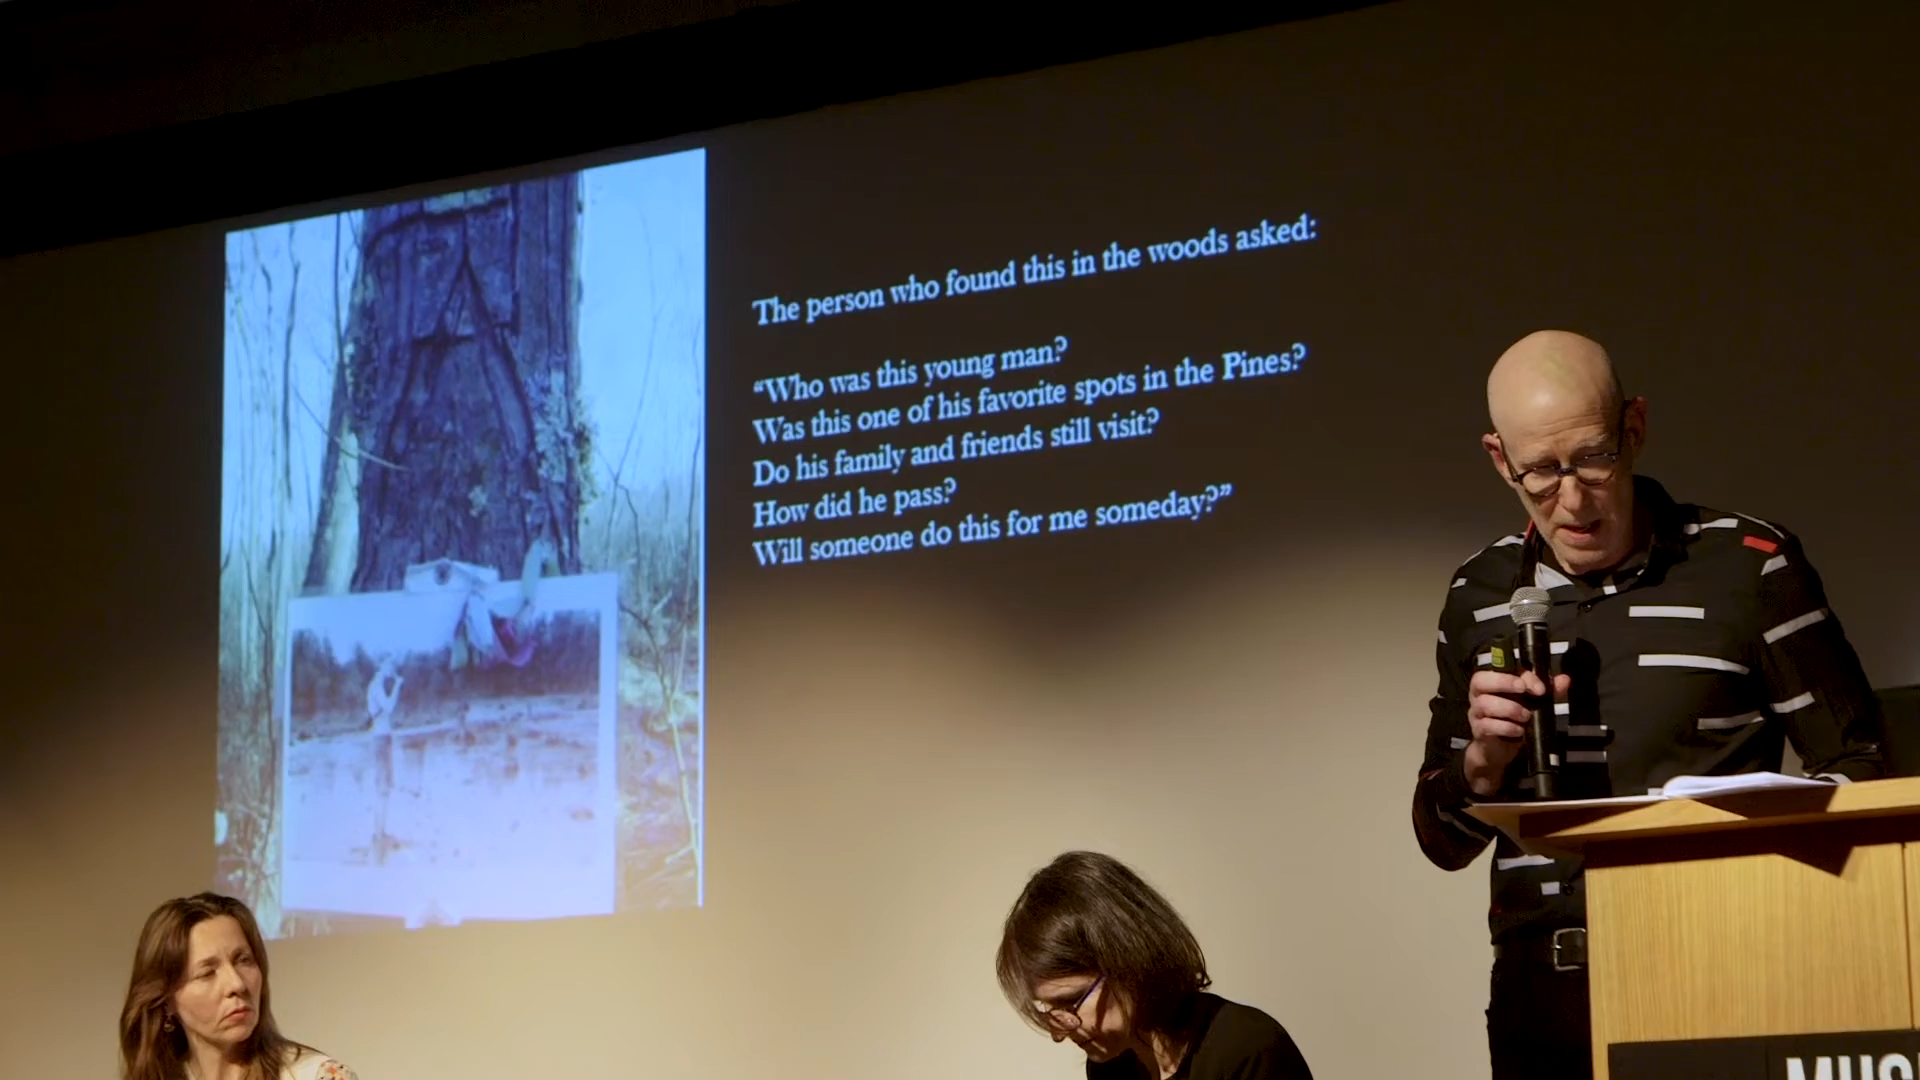 The person who found this in the woods asked:
“Who was this young man?
Was this one of his favorite spots in the Pines?
Do his family and friends still visit?
How did he pass?
Will someone do this for me someday?”